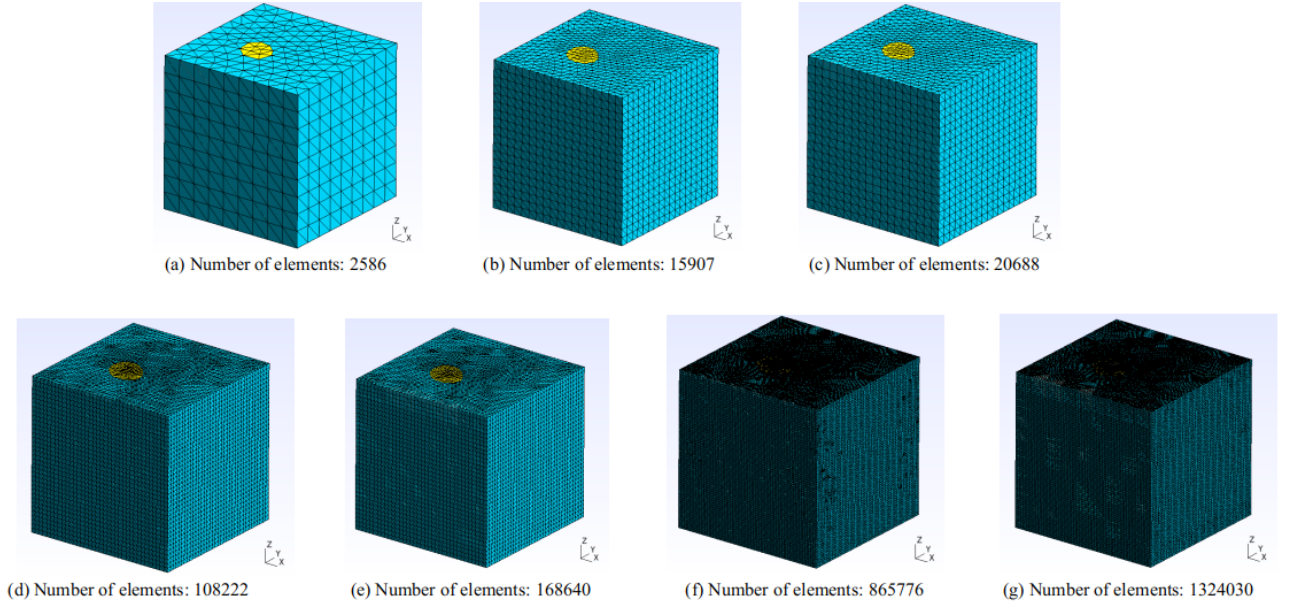 Z
Y
X
Z
Y
X
Z
Y
X
(a) Number of elements: 2586
(b) Number of elements: 15907
(c) Number of elements: 20688
Z
Y
X
Z
Y
X
Z
Y
X
Z
Y
X
(d) Number of elements: 108222
(e) Number of elements: 168640
(f) Number of elements: 865776
(g) Number of elements: 1324030